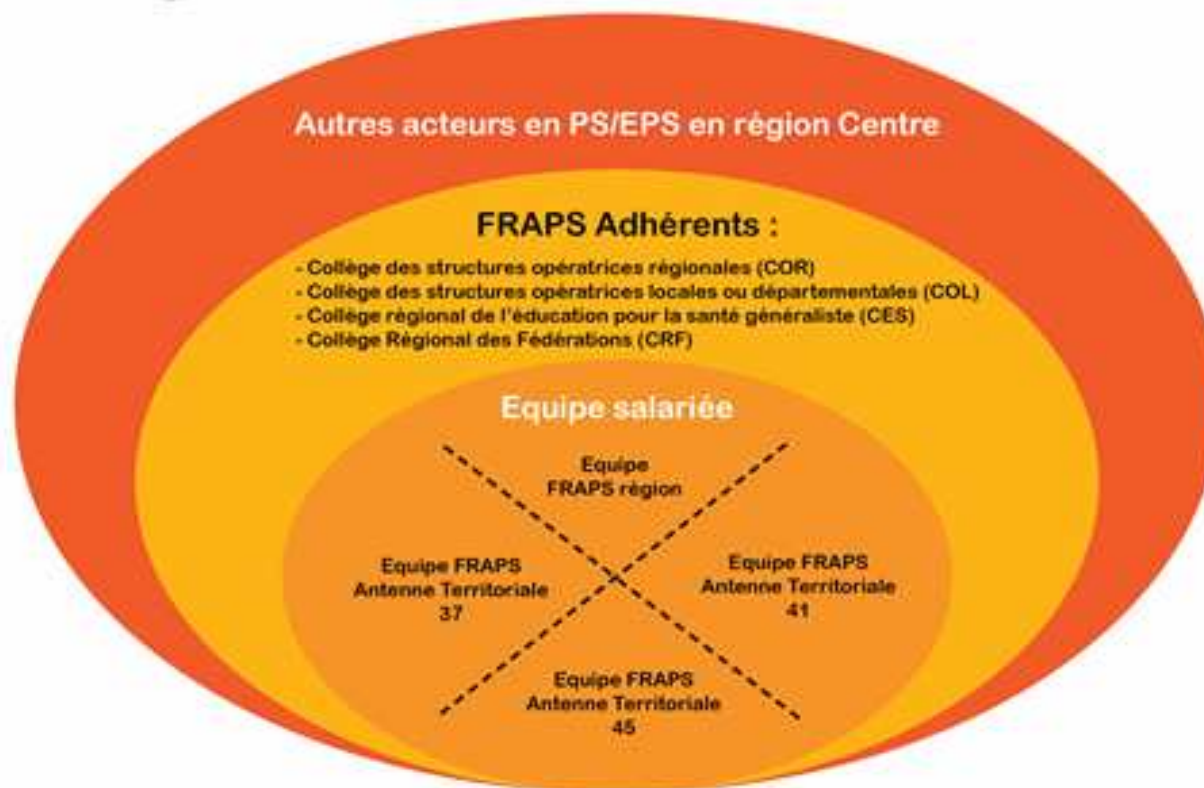 Autres acteurs en PS/EPS en région Centre
FRAPS Adhérents :
- Collège des structures opératrices régionales (COR)
- Collège des structures opératrices locales ou départementales (COL)
- Collège régional de l'éducation pour la santé généraliste (CES)
- Collège Régional des Fédérations (CRF)
Equipe salariée
Equipe
FRAPS région
Equipe FRAPS
Antenne Territoriale
37
Equipe FRAPS
Antenne Territoriale
41
Equipe FRAPS
Antenne Territoriale
45